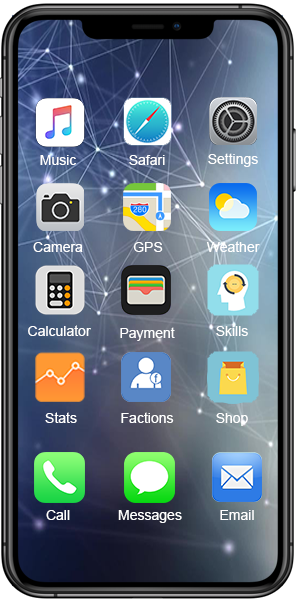 Music Safari Settings
280
Camera GPS Weather
Calculator Payment Skills
Stats Factions Shop
Call Messages Email